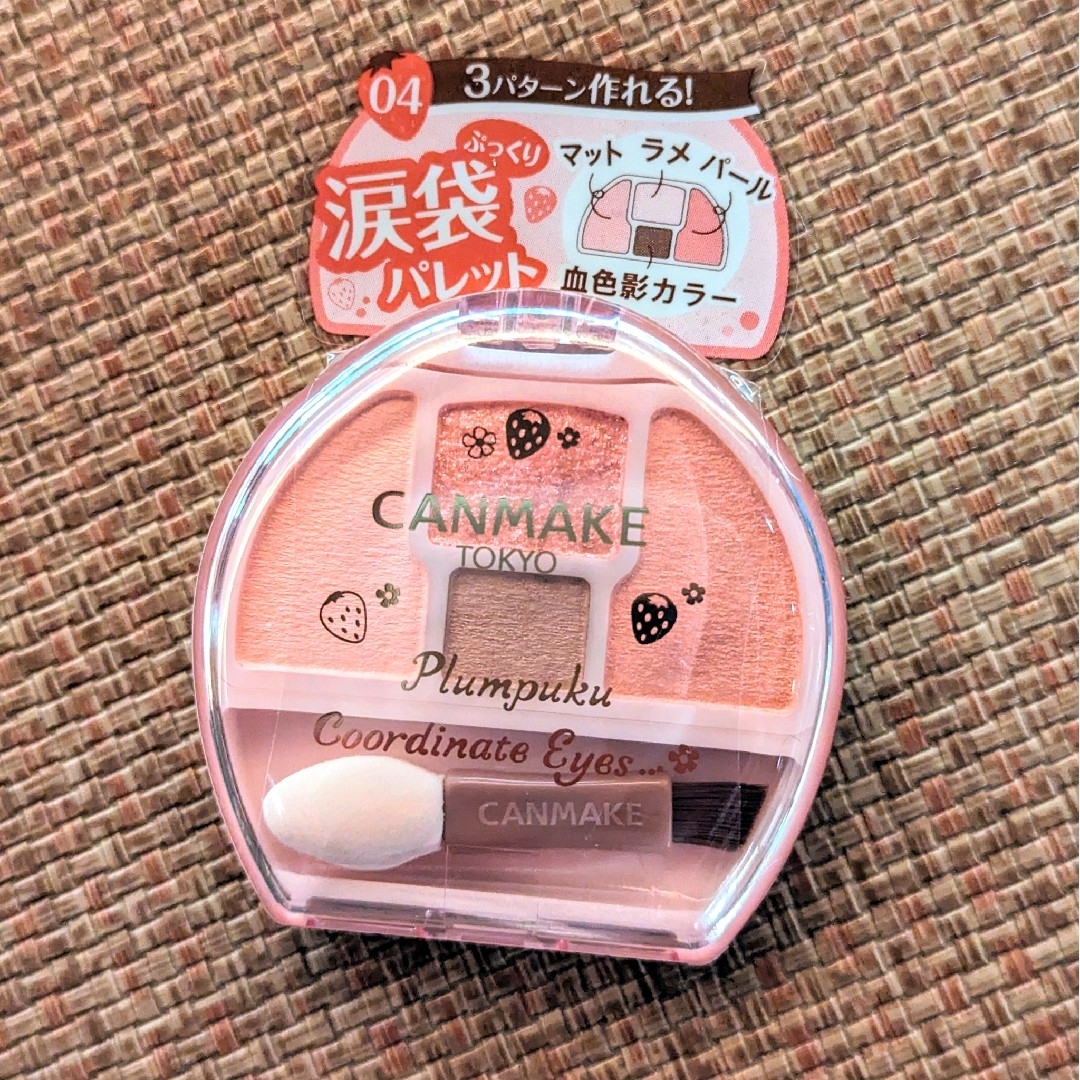 04
3パターン作れる!
ぷっくり
涙袋
パレット
マット ラメ パール
血色影カラー
CANMAKE
TOKYO
Plumpuku
Coordinate Eyes...
CANMAKE